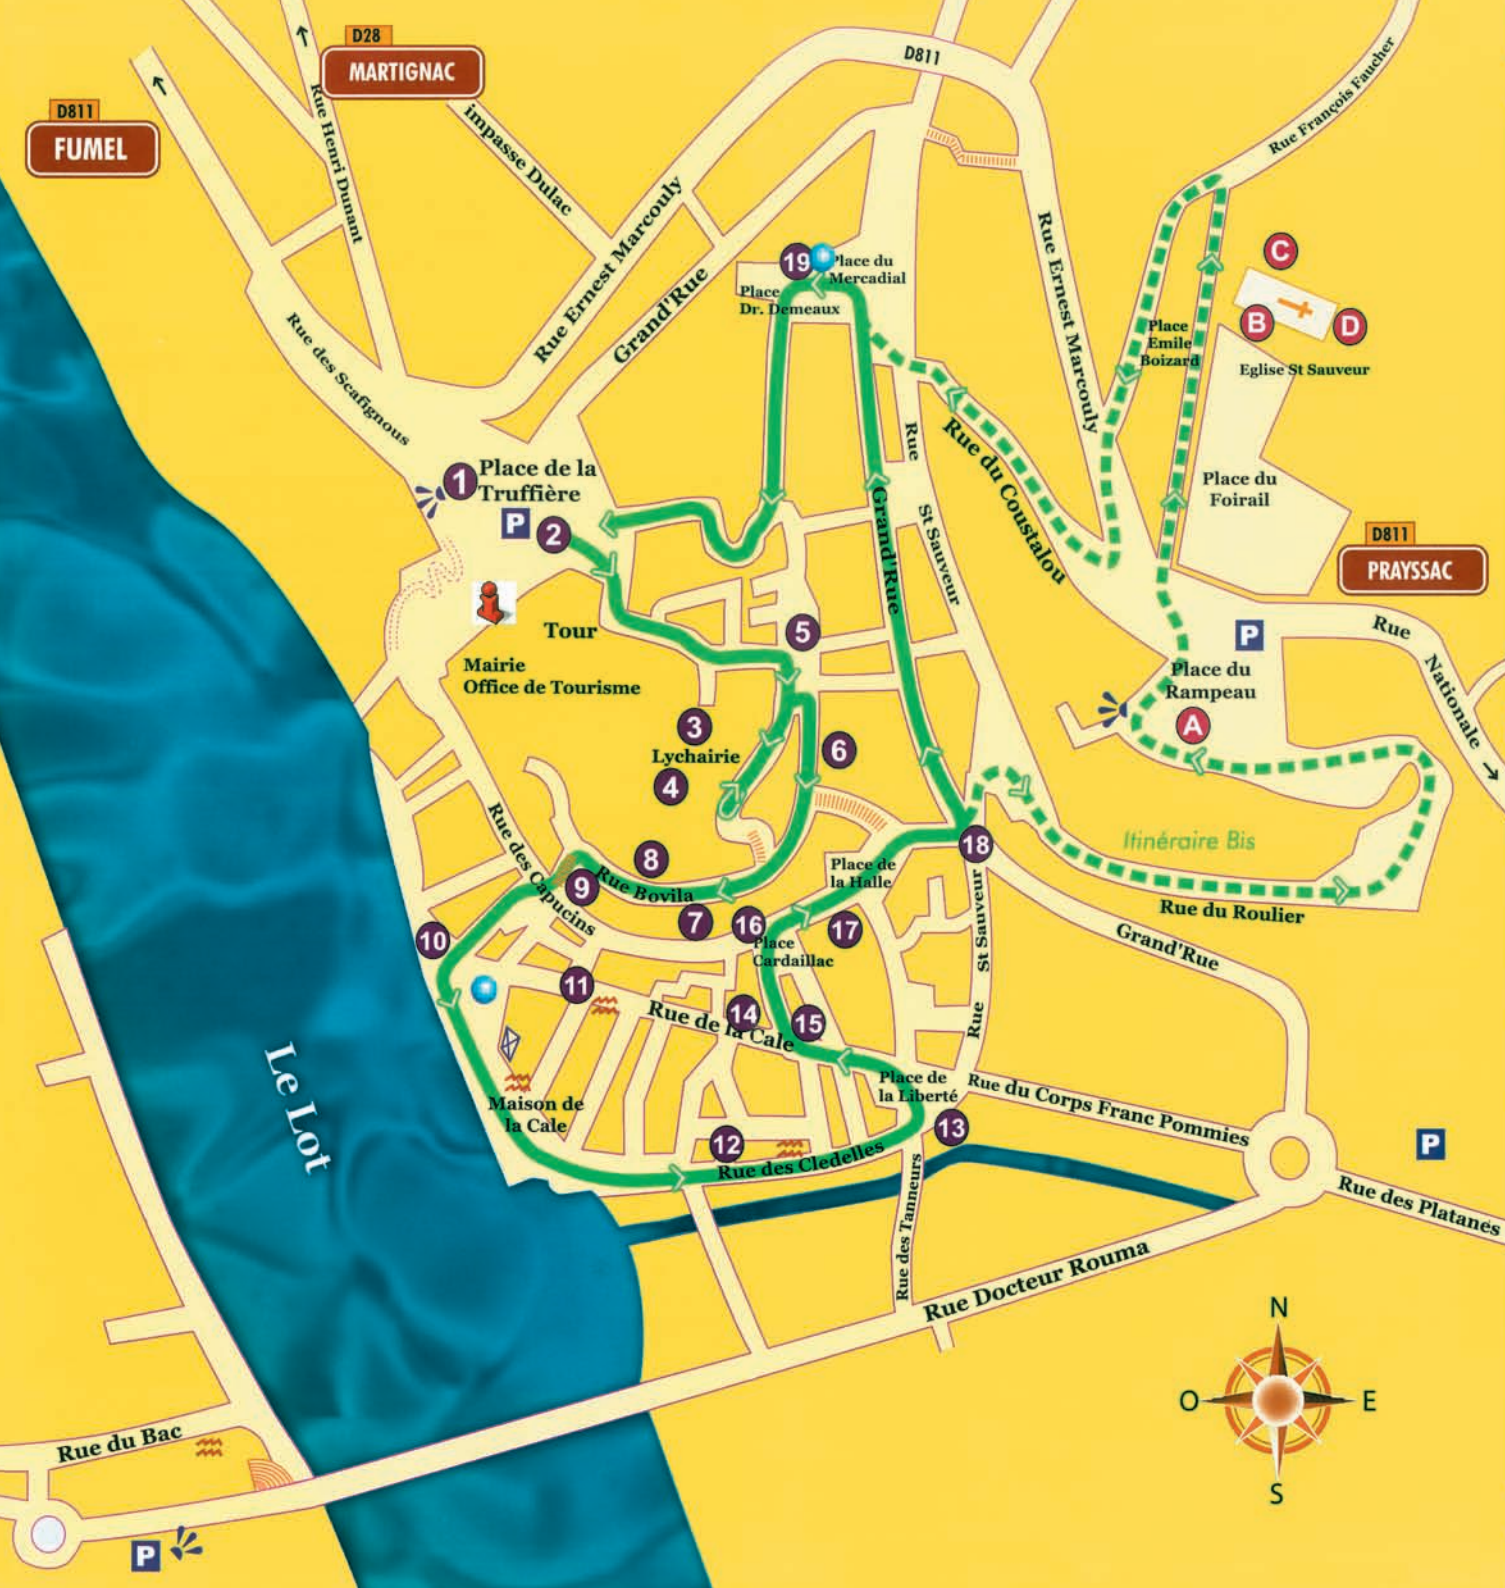 D28
MARTIGNAC
D811
FUMEL
D811
Rue Henri Dunant
impasse Dulac
Rue François Faucher
Rue Ernest Marcouly
Grand'Rue
Rue des Scafignous
Rue Ernest Marcouly
C
19
Place du
Mercadial
Place
Dr. Demeaux
B
D
Place
Emile
Boizard
Eglise St Sauveur
1
Place de la
Truffière
P
2
Rue
St Sauveur
Grand'Rue
Rue du Coustalou
Place du
Foirail
D811
PRAYSSAC
Tour
5
P
Rue
Nationale
Mairie
Office de Tourisme
Place du
Rampeau
A
3
Lychairie
4
6
Rue des Capucins
8
9
Rue Bovila
7
16
Place
Cardaillac
17
Place de
la Halle
18
Itinéraire Bis
Rue du Roulier
Grand'Rue
10
11
Rue St Sauveur
Rue de la Cale
14
15
Le Lot
Maison de
la Cale
Place de
la Liberté
Rue du Corps Franc Pommies
12
13
P
Rue des Cledelles
Rue des Tanneurs
Rue des Platanes
Rue Docteur Rouma
N
O
E
S
Rue du Bac
P